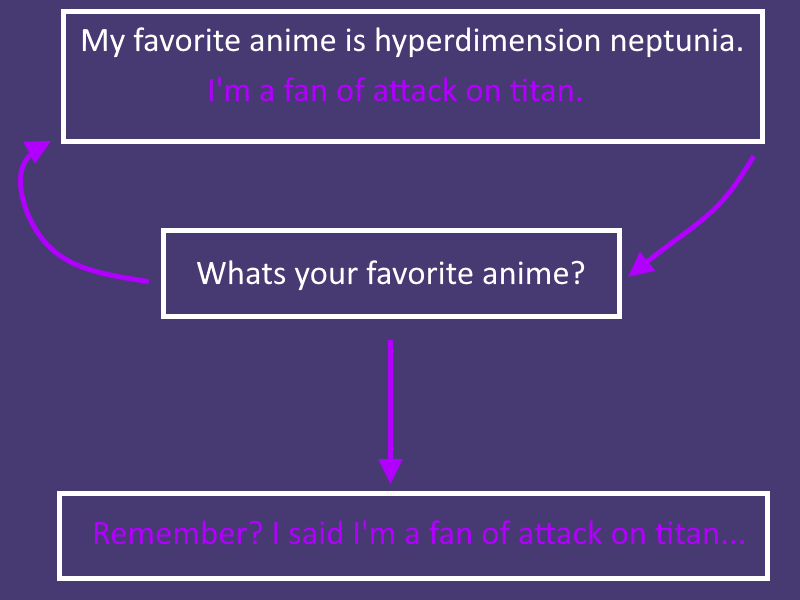 My favorite anime is hyperdimension neptunia.
I'm a fan of attack on titan.
Whats your favorite anime?
Remember? I said I'm a fan of attack on titan...